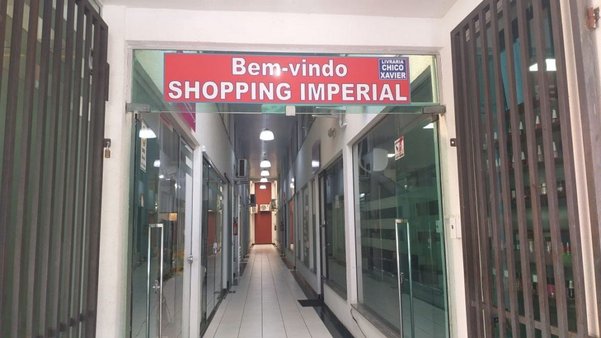 Bem-vindo
SHOPPING IMPERIAL
LIVRARIA
CHICO
XAVIER